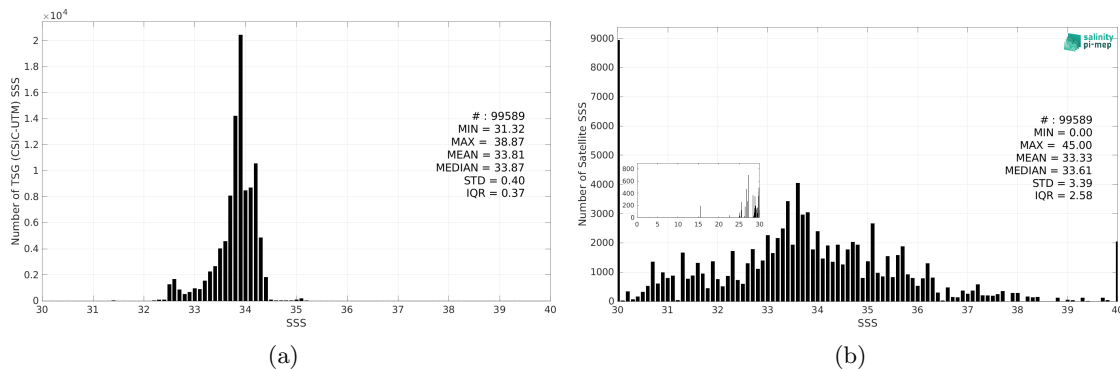 ×10⁴
2
1.8
1.6
1.4
1.2
1
0.8
0.6
0.4
0.2
0
Number of TSG (CSIC-UTM) SSS
# : 99589
MIN = 31.32
MAX = 38.87
MEAN = 33.81
MEDIAN = 33.87
STD = 0.40
IQR = 0.37
30 31 32 33 34 35 36 37 38 39 40
SSS
(a)
9000
8000
7000
6000
5000
4000
3000
2000
1000
0
Number of Satellite SSS
salinity
pi-mep
# : 99589
MIN = 0.00
MAX = 45.00
MEAN = 33.33
MEDIAN = 33.61
STD = 3.39
IQR = 2.58
800
600
400
200
0
0 5 10 15 20 25 30
30 31 32 33 34 35 36 37 38 39 40
SSS
(b)